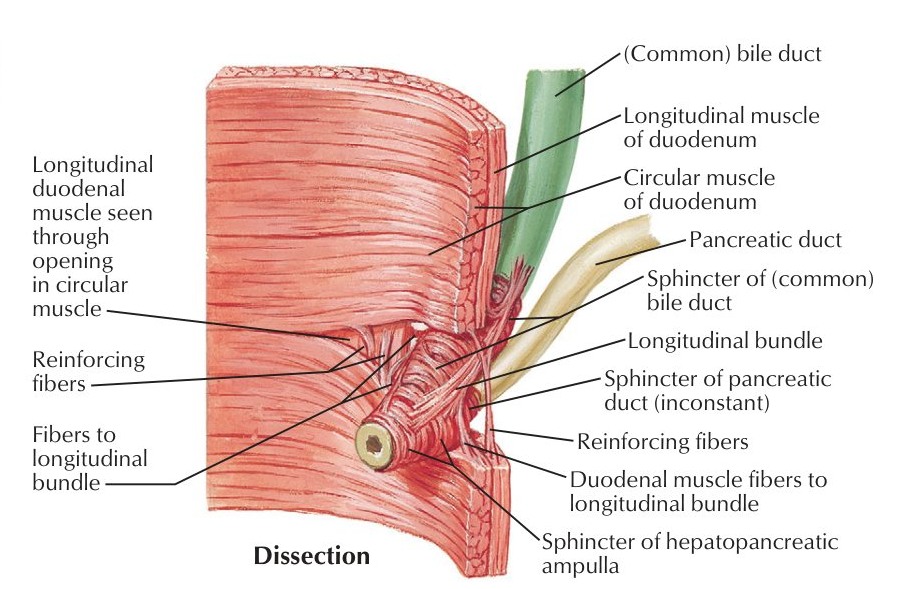 (Common) bile duct
Longitudinal muscle
of duodenum
Circular muscle
of duodenum
Pancreatic duct
Sphincter of (common)
bile duct
Longitudinal bundle
Sphincter of pancreatic
duct (inconstant)
Reinforcing fibers
Duodenal muscle fibers to
longitudinal bundle
Sphincter of hepatopancreatic
ampulla
Longitudinal
duodenal
muscle seen
through
opening
in circular
muscle
Reinforcing
fibers
Fibers to
longitudinal
bundle
Dissection